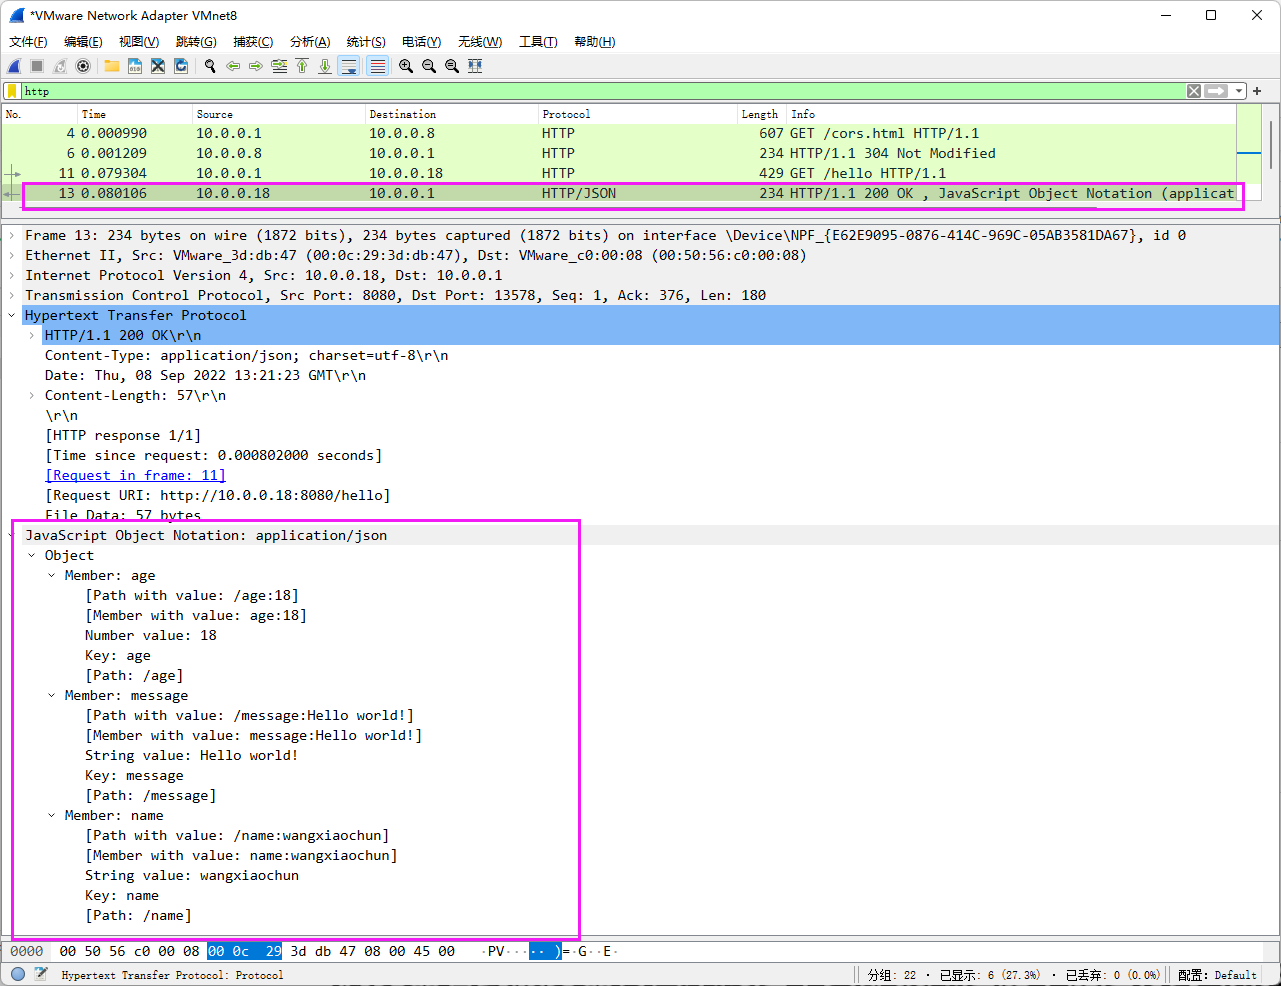 *VMware Network Adapter VMnet8
文件(F) 编辑(E) 视图(V) 跳转(G) 捕获(C) 分析(A) 统计(S) 电话(Y) 无线(W) 工具(T) 帮助(H)
http
No. Time Source Destination Protocol Length Info
4 0.000990 10.0.0.1 10.0.0.8 HTTP 607 GET /cors.html HTTP/1.1
6 0.001209 10.0.0.8 10.0.0.1 HTTP 234 HTTP/1.1 304 Not Modified
11 0.079304 10.0.0.1 10.0.0.18 HTTP 429 GET /hello HTTP/1.1
13 0.080106 10.0.0.18 10.0.0.1 HTTP/JSON 234 HTTP/1.1 200 OK , JavaScript Object Notation (applicat
Frame 13: 234 bytes on wire (1872 bits), 234 bytes captured (1872 bits) on interface \Device\NPF_{E62E9095-0876-414C-969C-05AB3581DA67}, id 0
Ethernet II, Src: VMware_3d:db:47 (00:0c:29:3d:db:47), Dst: VMware_c0:00:08 (00:50:56:c0:00:08)
Internet Protocol Version 4, Src: 10.0.0.18, Dst: 10.0.0.1
Transmission Control Protocol, Src Port: 8080, Dst Port: 13578, Seq: 1, Ack: 376, Len: 180
Hypertext Transfer Protocol
HTTP/1.1 200 OK\r\n
Content-Type: application/json; charset=utf-8\r\n
Date: Thu, 08 Sep 2022 13:21:23 GMT\r\n
Content-Length: 57\r\n
\r\n
[HTTP response 1/1]
[Time since request: 0.000802000 seconds]
[Request in frame: 11]
[Request URI: http://10.0.0.18:8080/hello]
File Data: 57 bytes
JavaScript Object Notation: application/json
Object
Member: age
[Path with value: /age:18]
[Member with value: age:18]
Number value: 18
Key: age
[Path: /age]
Member: message
[Path with value: /message:Hello world!]
[Member with value: message:Hello world!]
String value: Hello world!
Key: message
[Path: /message]
Member: name
[Path with value: /name:wangxiaochun]
[Member with value: name:wangxiaochun]
String value: wangxiaochun
Key: name
[Path: /name]
0000 00 50 56 c0 00 08 00 0c 29 3d db 47 08 00 45 00 ·PV····· )=·G··E·
Hypertext Transfer Protocol: Protocol 分组: 22 · 已显示: 6 (27.3%) · 已丢弃: 0 (0.0%) 配置: Default